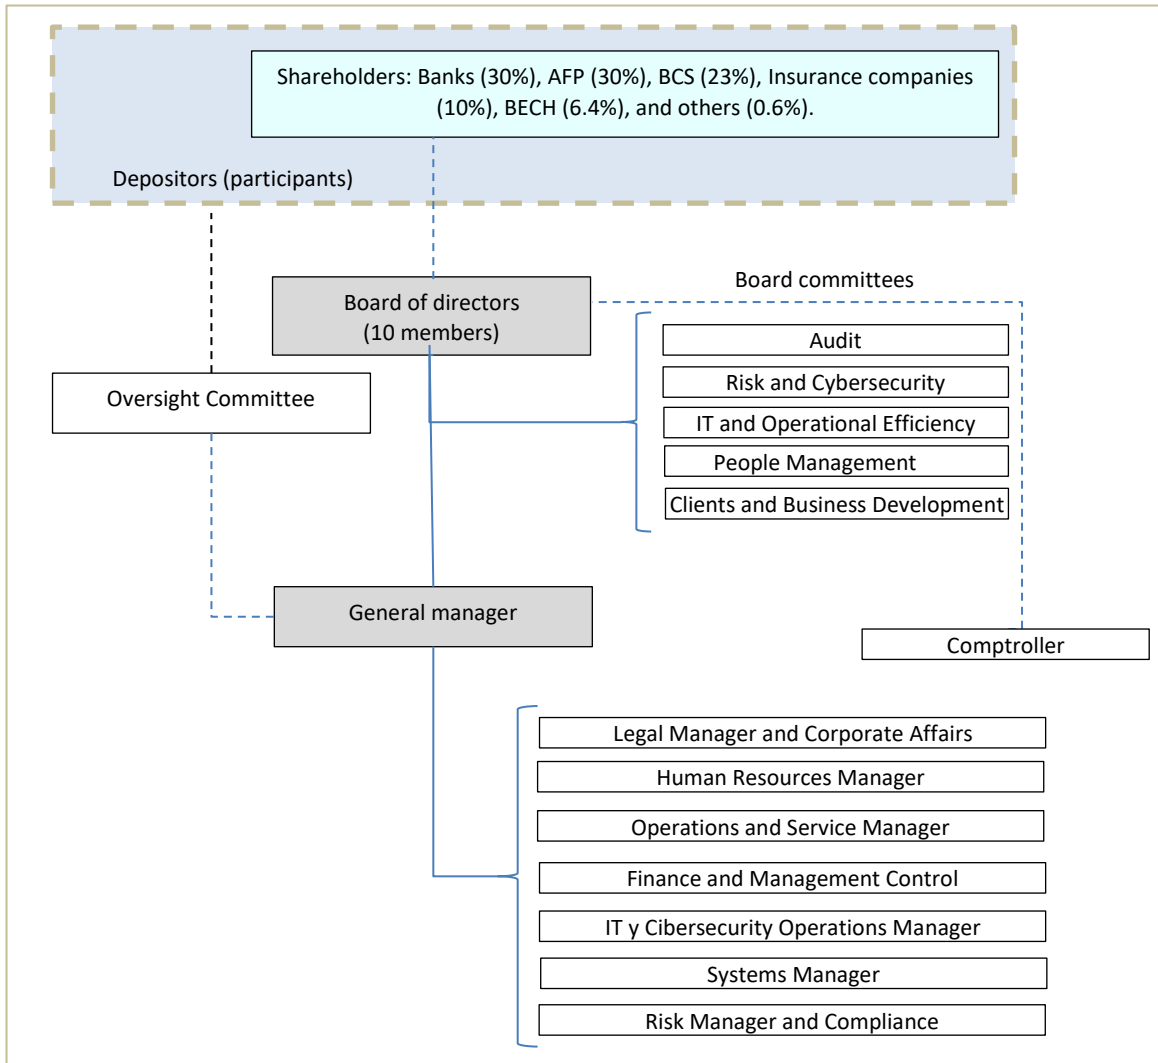 Shareholders: Banks (30%), AFP (30%), BCS (23%), Insurance companies
(10%), BECH (6.4%), and others (0.6%).
Depositors (participants)
Board committees
Board of directors
(10 members)
Audit
Risk and Cybersecurity
Oversight Committee
IT and Operational Efficiency
People Management
Clients and Business Development
General manager
Comptroller
Legal Manager and Corporate Affairs
Human Resources Manager
Operations and Service Manager
Finance and Management Control
IT y Cibersecurity Operations Manager
Systems Manager
Risk Manager and Compliance